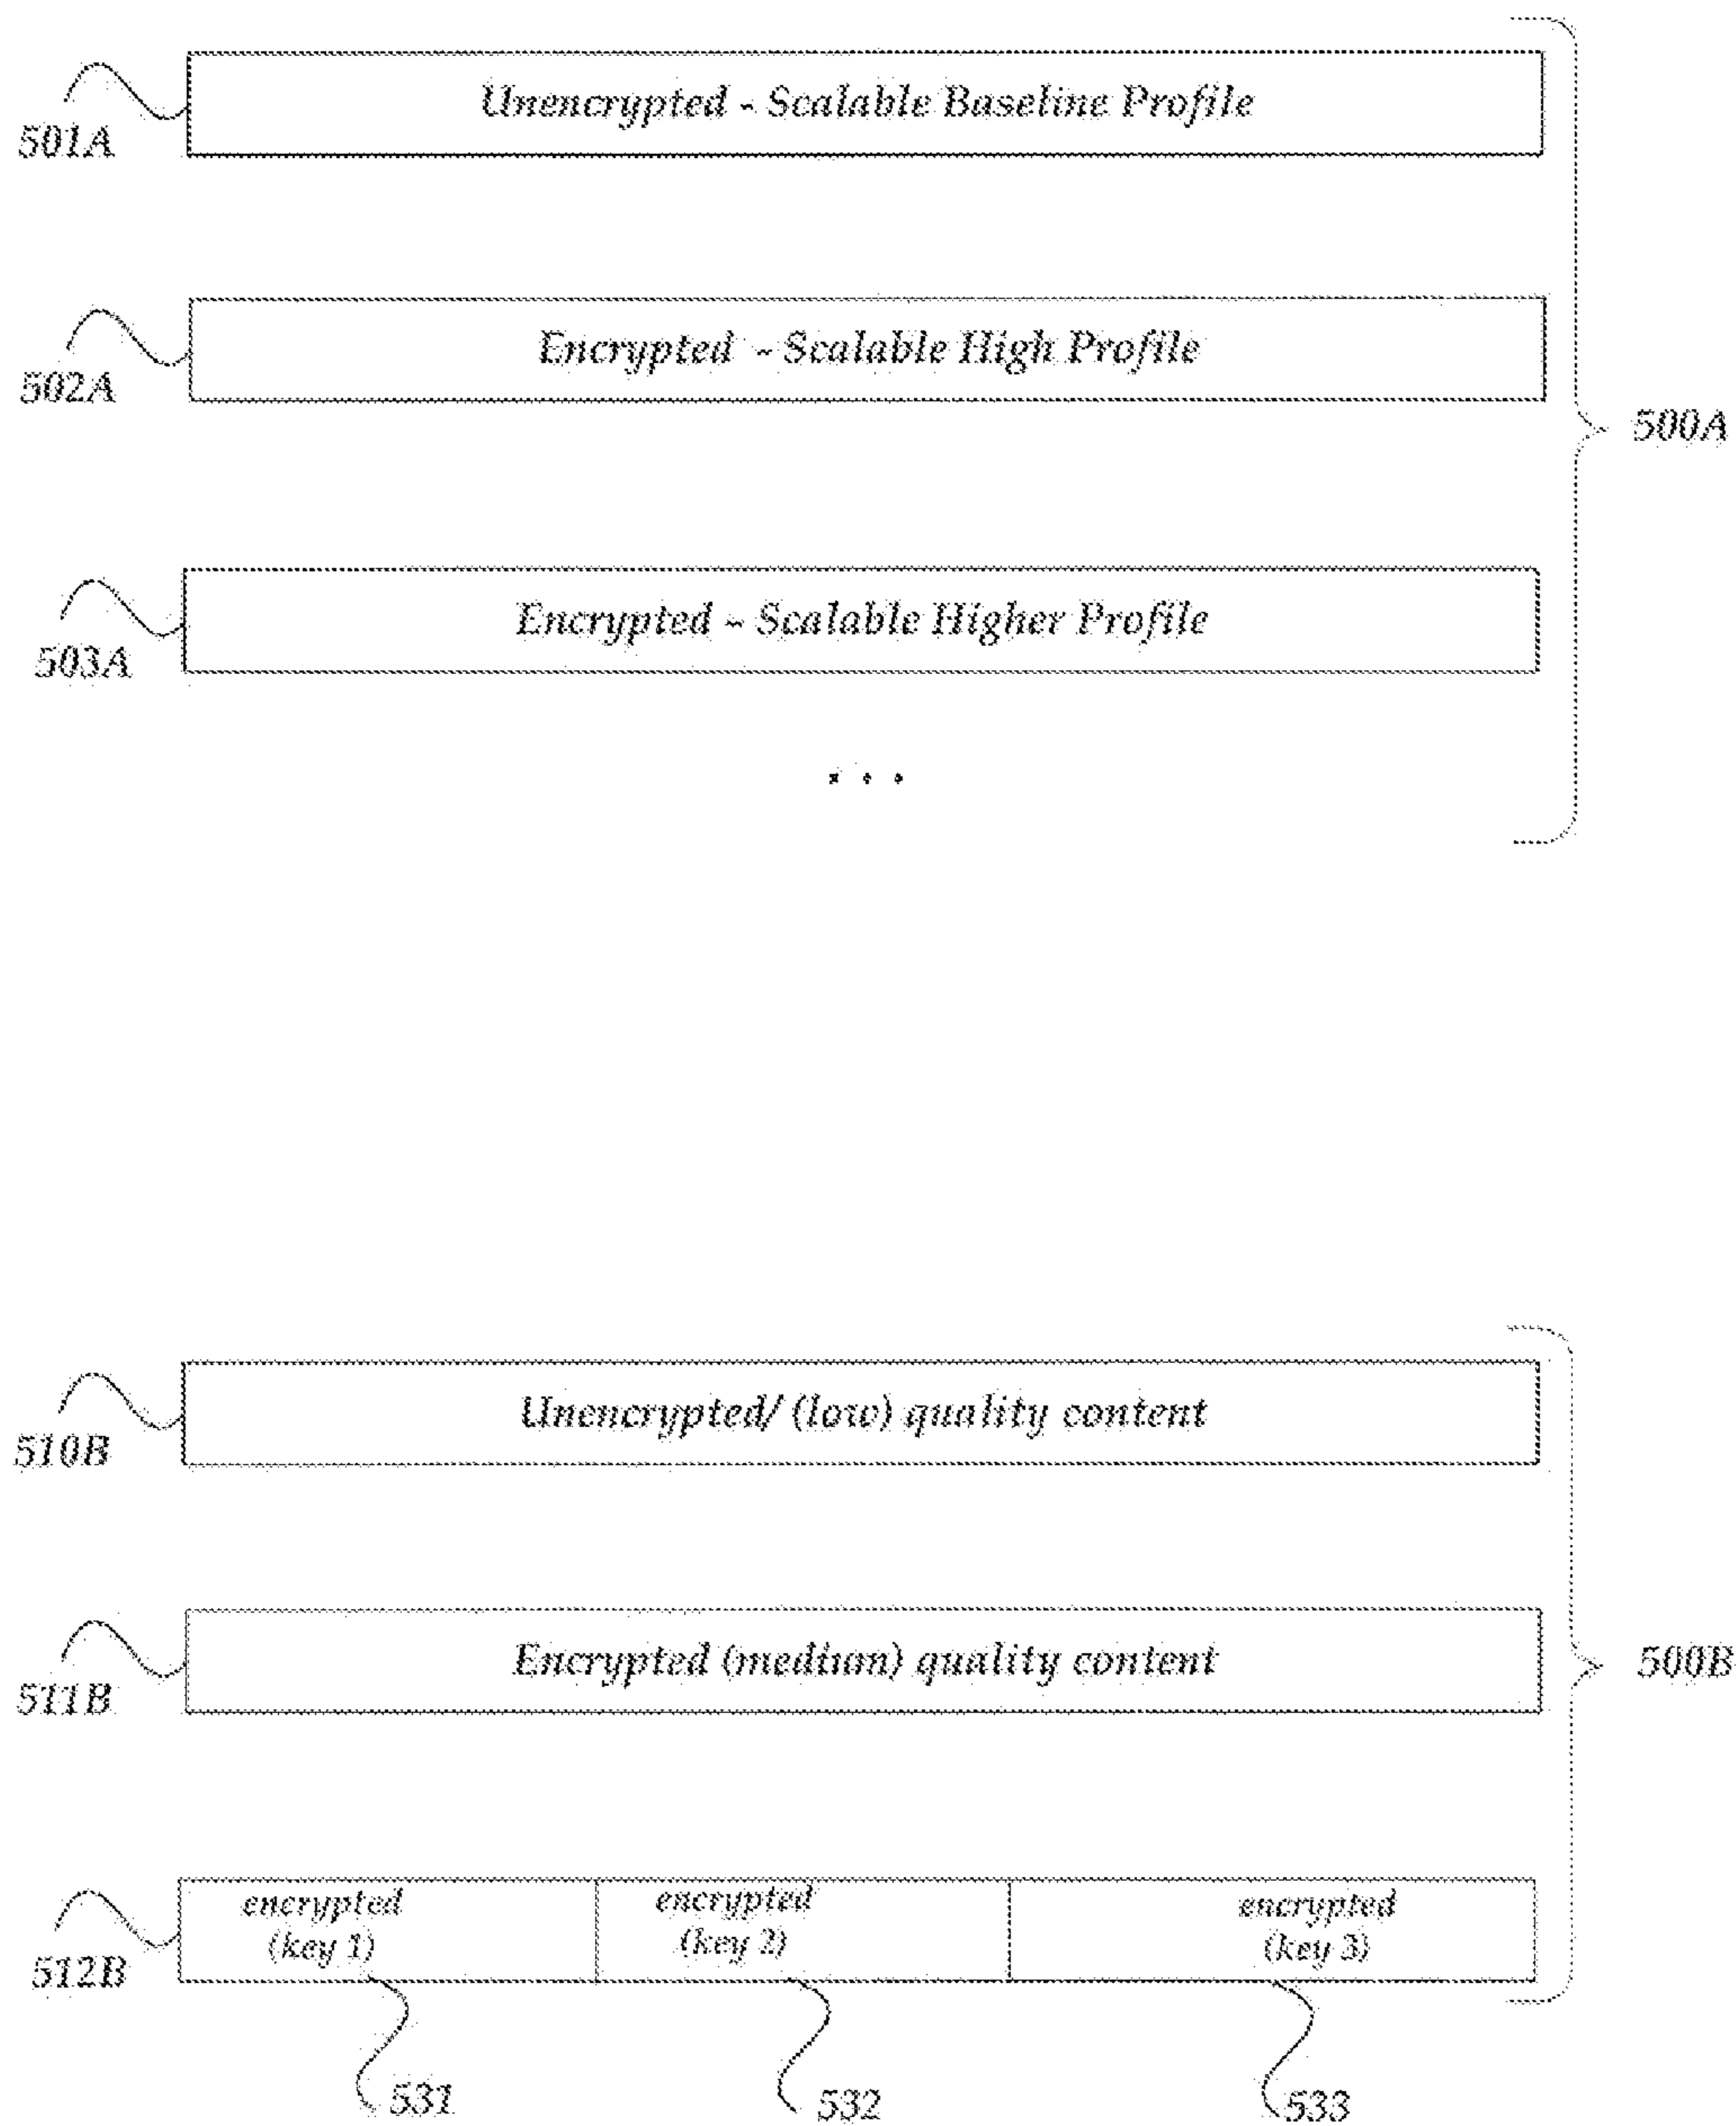 Unencrypted - Scalable Baseline Profile
501A
Encrypted - Scalable High Profile
502A
500A
Encrypted - Scalable Higher Profile
503A
. . .
Unencrypted/ (low) quality content
510B
Encrypted (medium) quality content
511B
500B
encrypted
(key 1)
encrypted
(key 2)
encrypted
(key 3)
512B
531
532
533